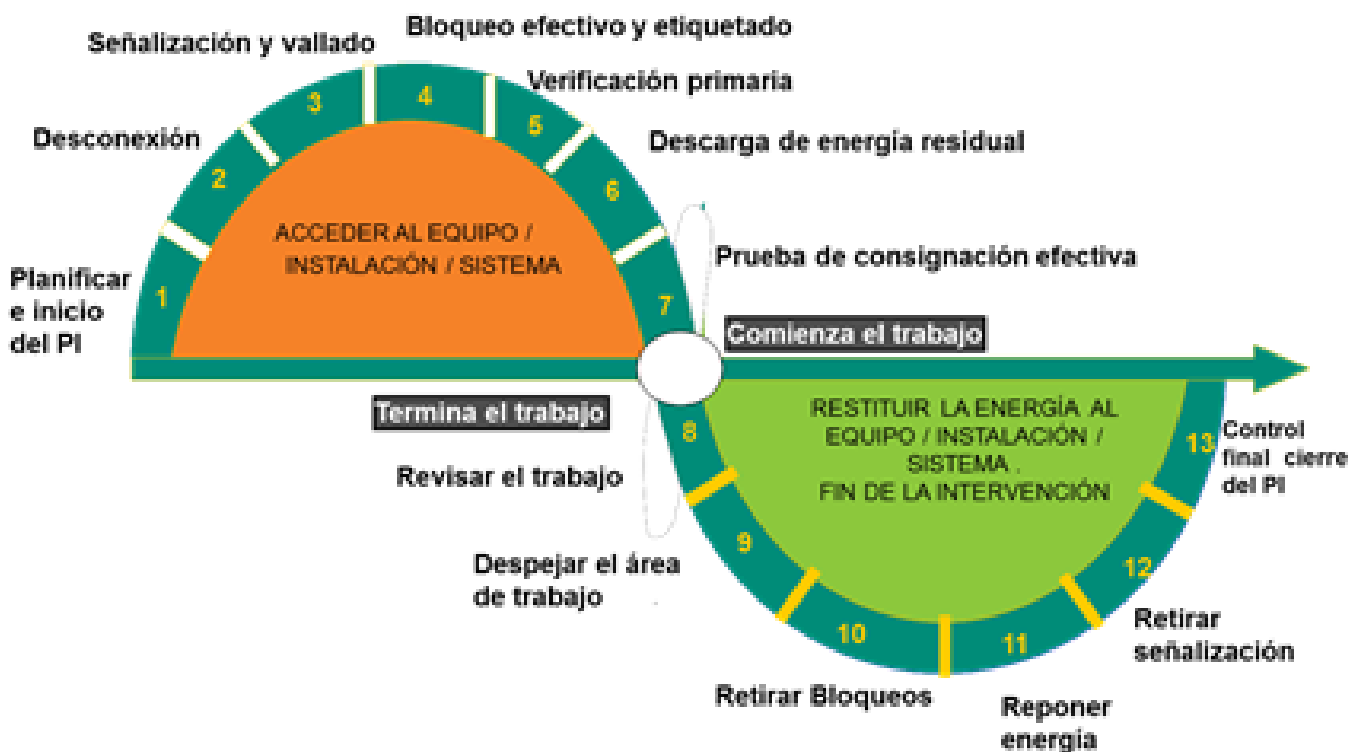 Bloqueo efectivo y etiquetado
Señalización y vallado
Verificación primaria
Desconexión
Descarga de energía residual
Planificar
e inicio
del PI
1
2
3
4
5
6
7
ACCEDER AL EQUIPO /
INSTALACIÓN / SISTEMA
Prueba de consignación efectiva
Comienza el trabajo
Termina el trabajo
Revisar el trabajo
Despejar el área
de trabajo
8
9
10
11
12
13
RESTITUIR LA ENERGÍA AL
EQUIPO / INSTALACIÓN /
SISTEMA .
FIN DE LA INTERVENCIÓN
Retirar Bloqueos
Reponer
energía
Retirar
señalización
Control
final cierre
del PI